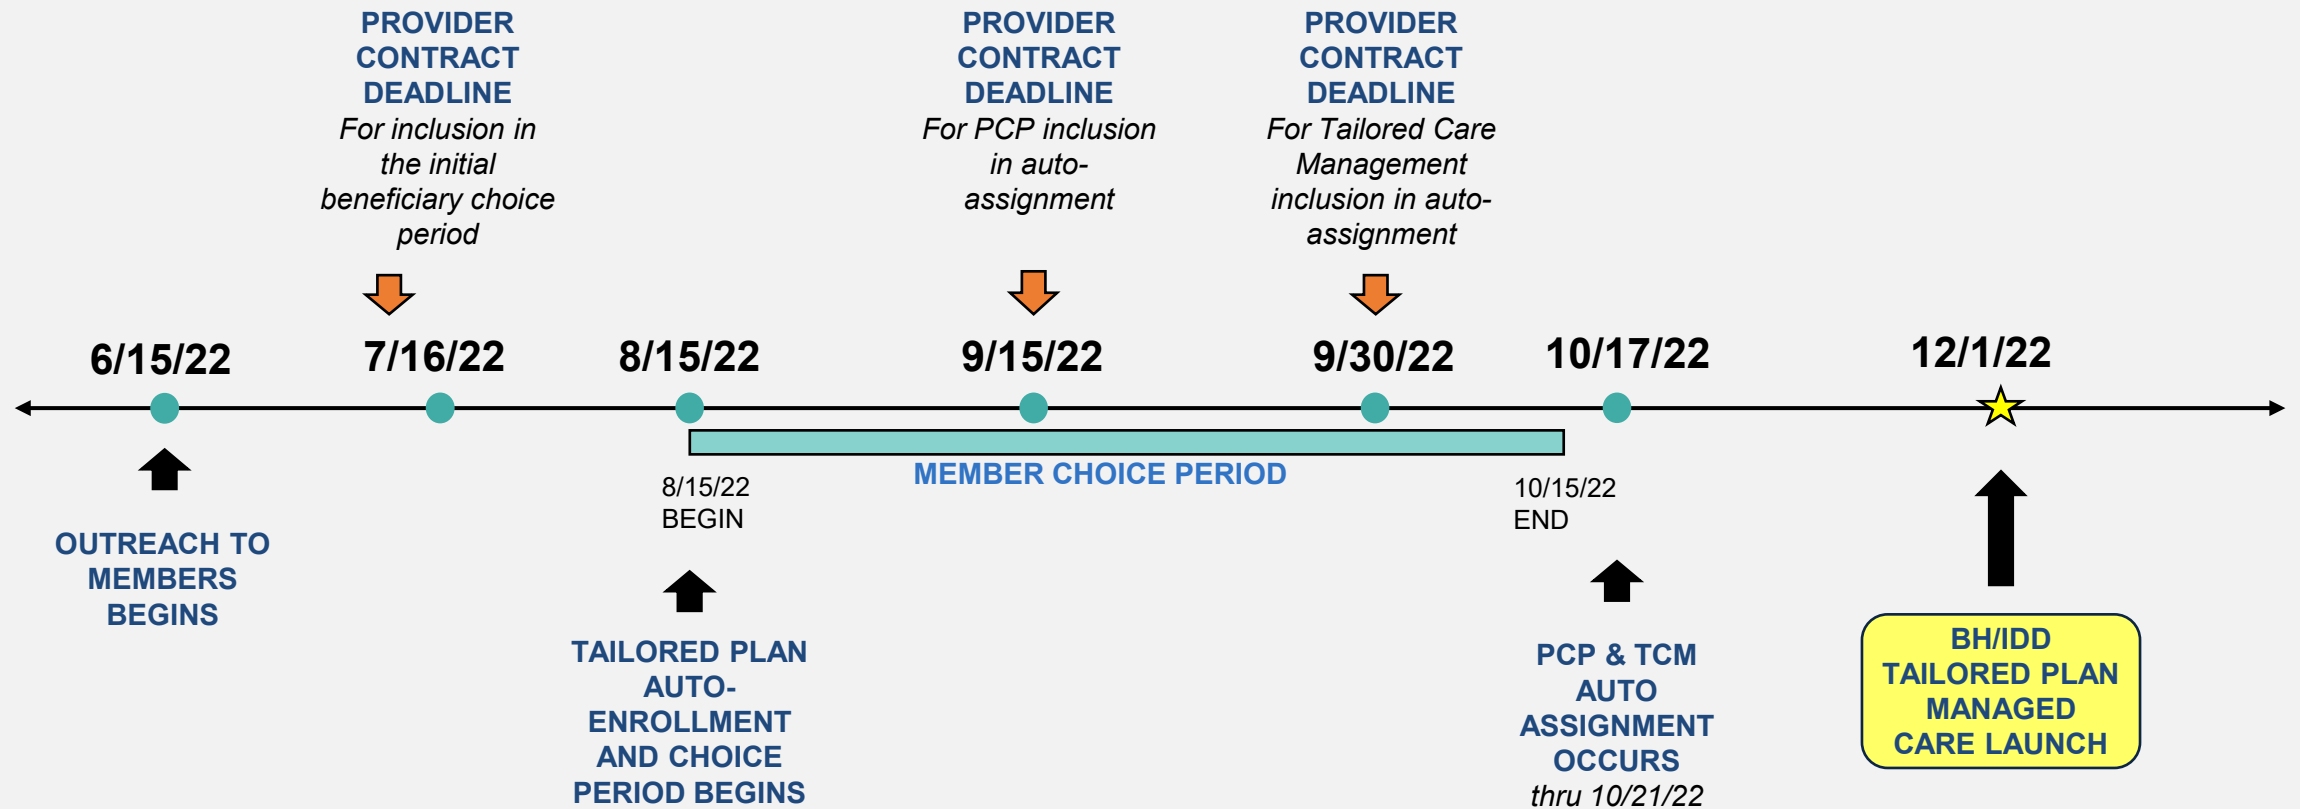 PROVIDER
CONTRACT
DEADLINE
For inclusion in
the initial
beneficiary choice
period
PROVIDER
CONTRACT
DEADLINE
For PCP inclusion
in auto-
assignment
PROVIDER
CONTRACT
DEADLINE
For Tailored Care
Management
inclusion in auto-
assignment
6/15/22
7/16/22
8/15/22
9/15/22
9/30/22
10/17/22
12/1/22
MEMBER CHOICE PERIOD
8/15/22
BEGIN
10/15/22
END
OUTREACH TO
MEMBERS
BEGINS
TAILORED PLAN
AUTO-
ENROLLMENT
AND CHOICE
PERIOD BEGINS
PCP & TCM
AUTO
ASSIGNMENT
OCCURS
thru 10/21/22
BH/IDD
TAILORED PLAN
MANAGED
CARE LAUNCH